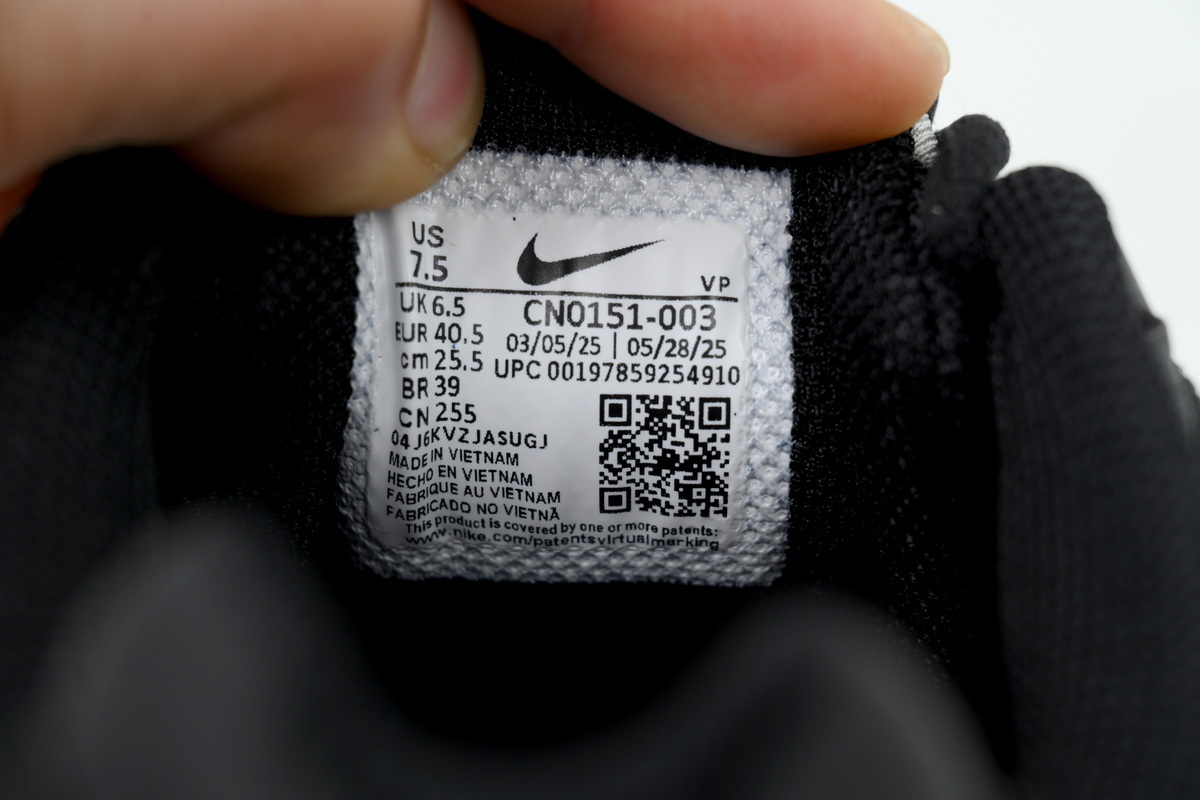 US
7.5
VP
UK 6.5
EUR 40.5
cm 25.5
BR 39
CN 255
CN0151-003
03/05/25 | 05/28/25
UPC 00197859254910
04J6KVZJASUGJ
MADE IN VIETNAM
HECHO EN VIETNAM
FABRIQUE AU VIETNAM
FABRICADO NO VIETNÃ
This product is covered by one or more patents:
www.nike.com/patentsvirtualmarking